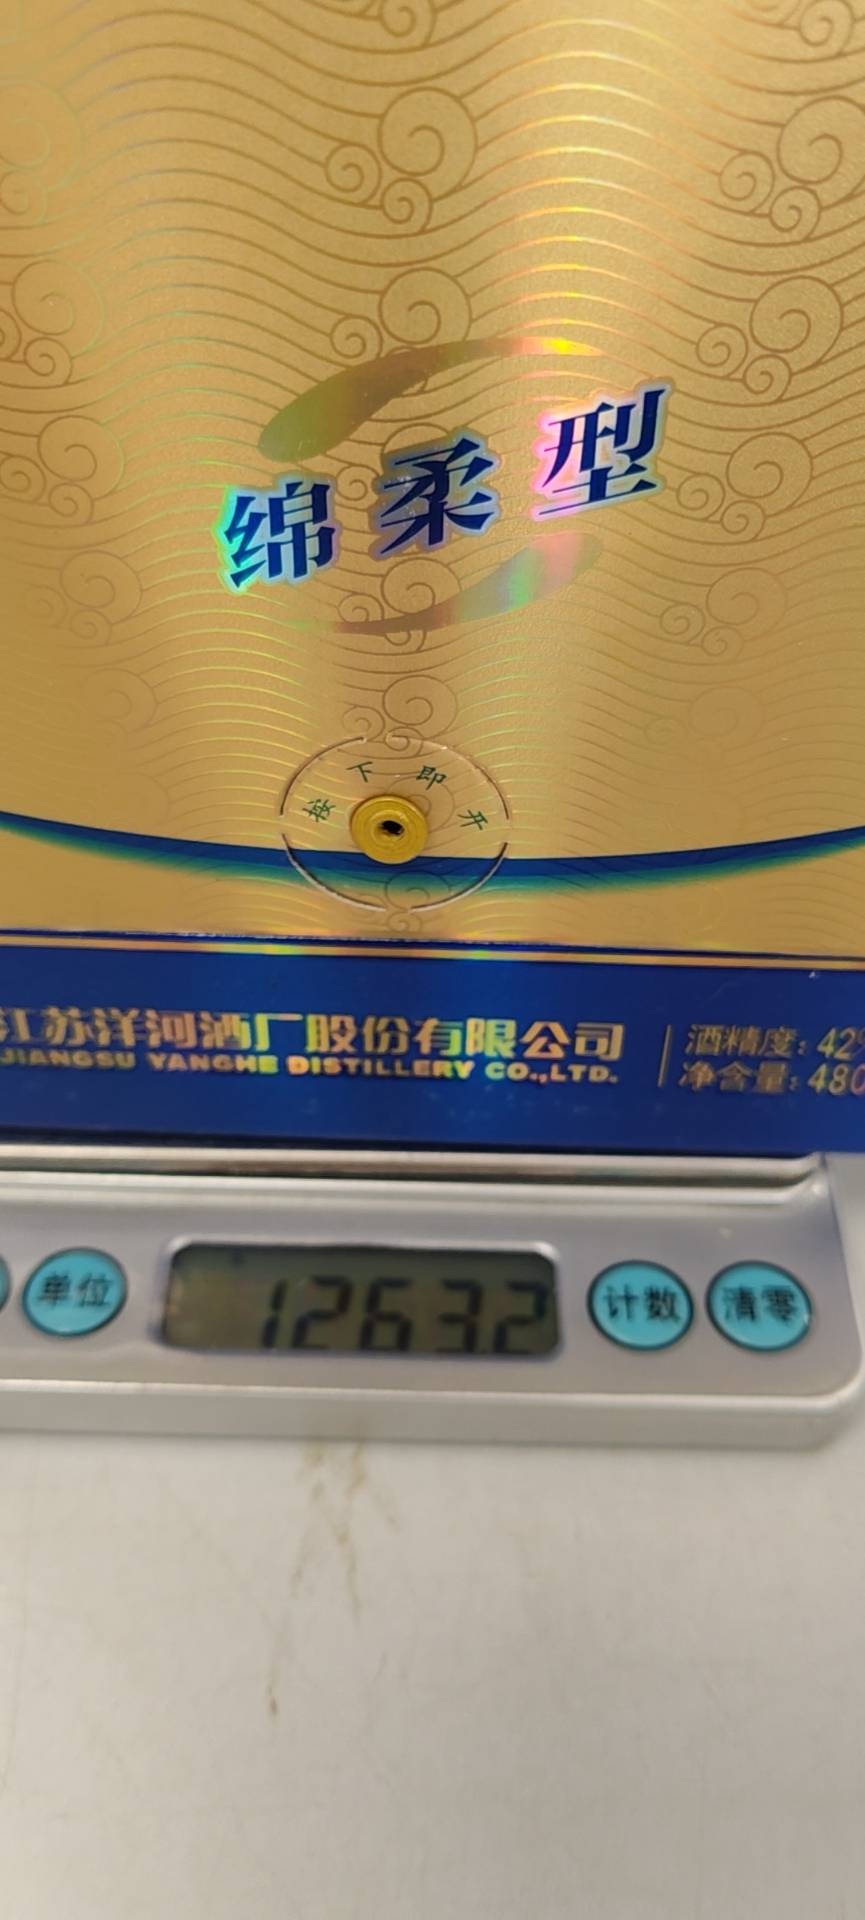 绵柔型
按下即开
江苏洋河酒厂股份有限公司
JIANGSU YANGHE DISTILLERY CO.,LTD.
酒精度: 42°
净含量: 480
单位
1263.2
计数
清零